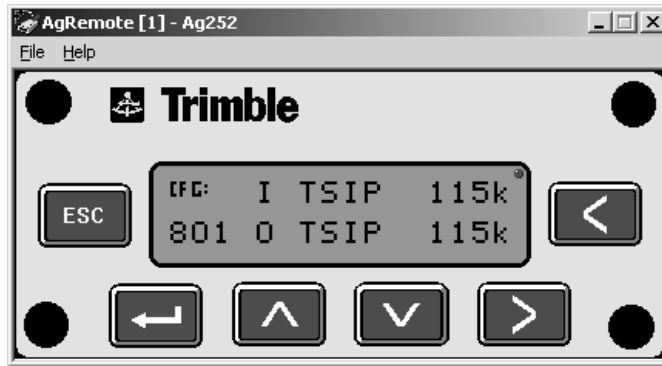 AgRemote [1] - Ag252
File Help
Trimble
ESC
CFG: I TSIP 115k
801 O TSIP 115k